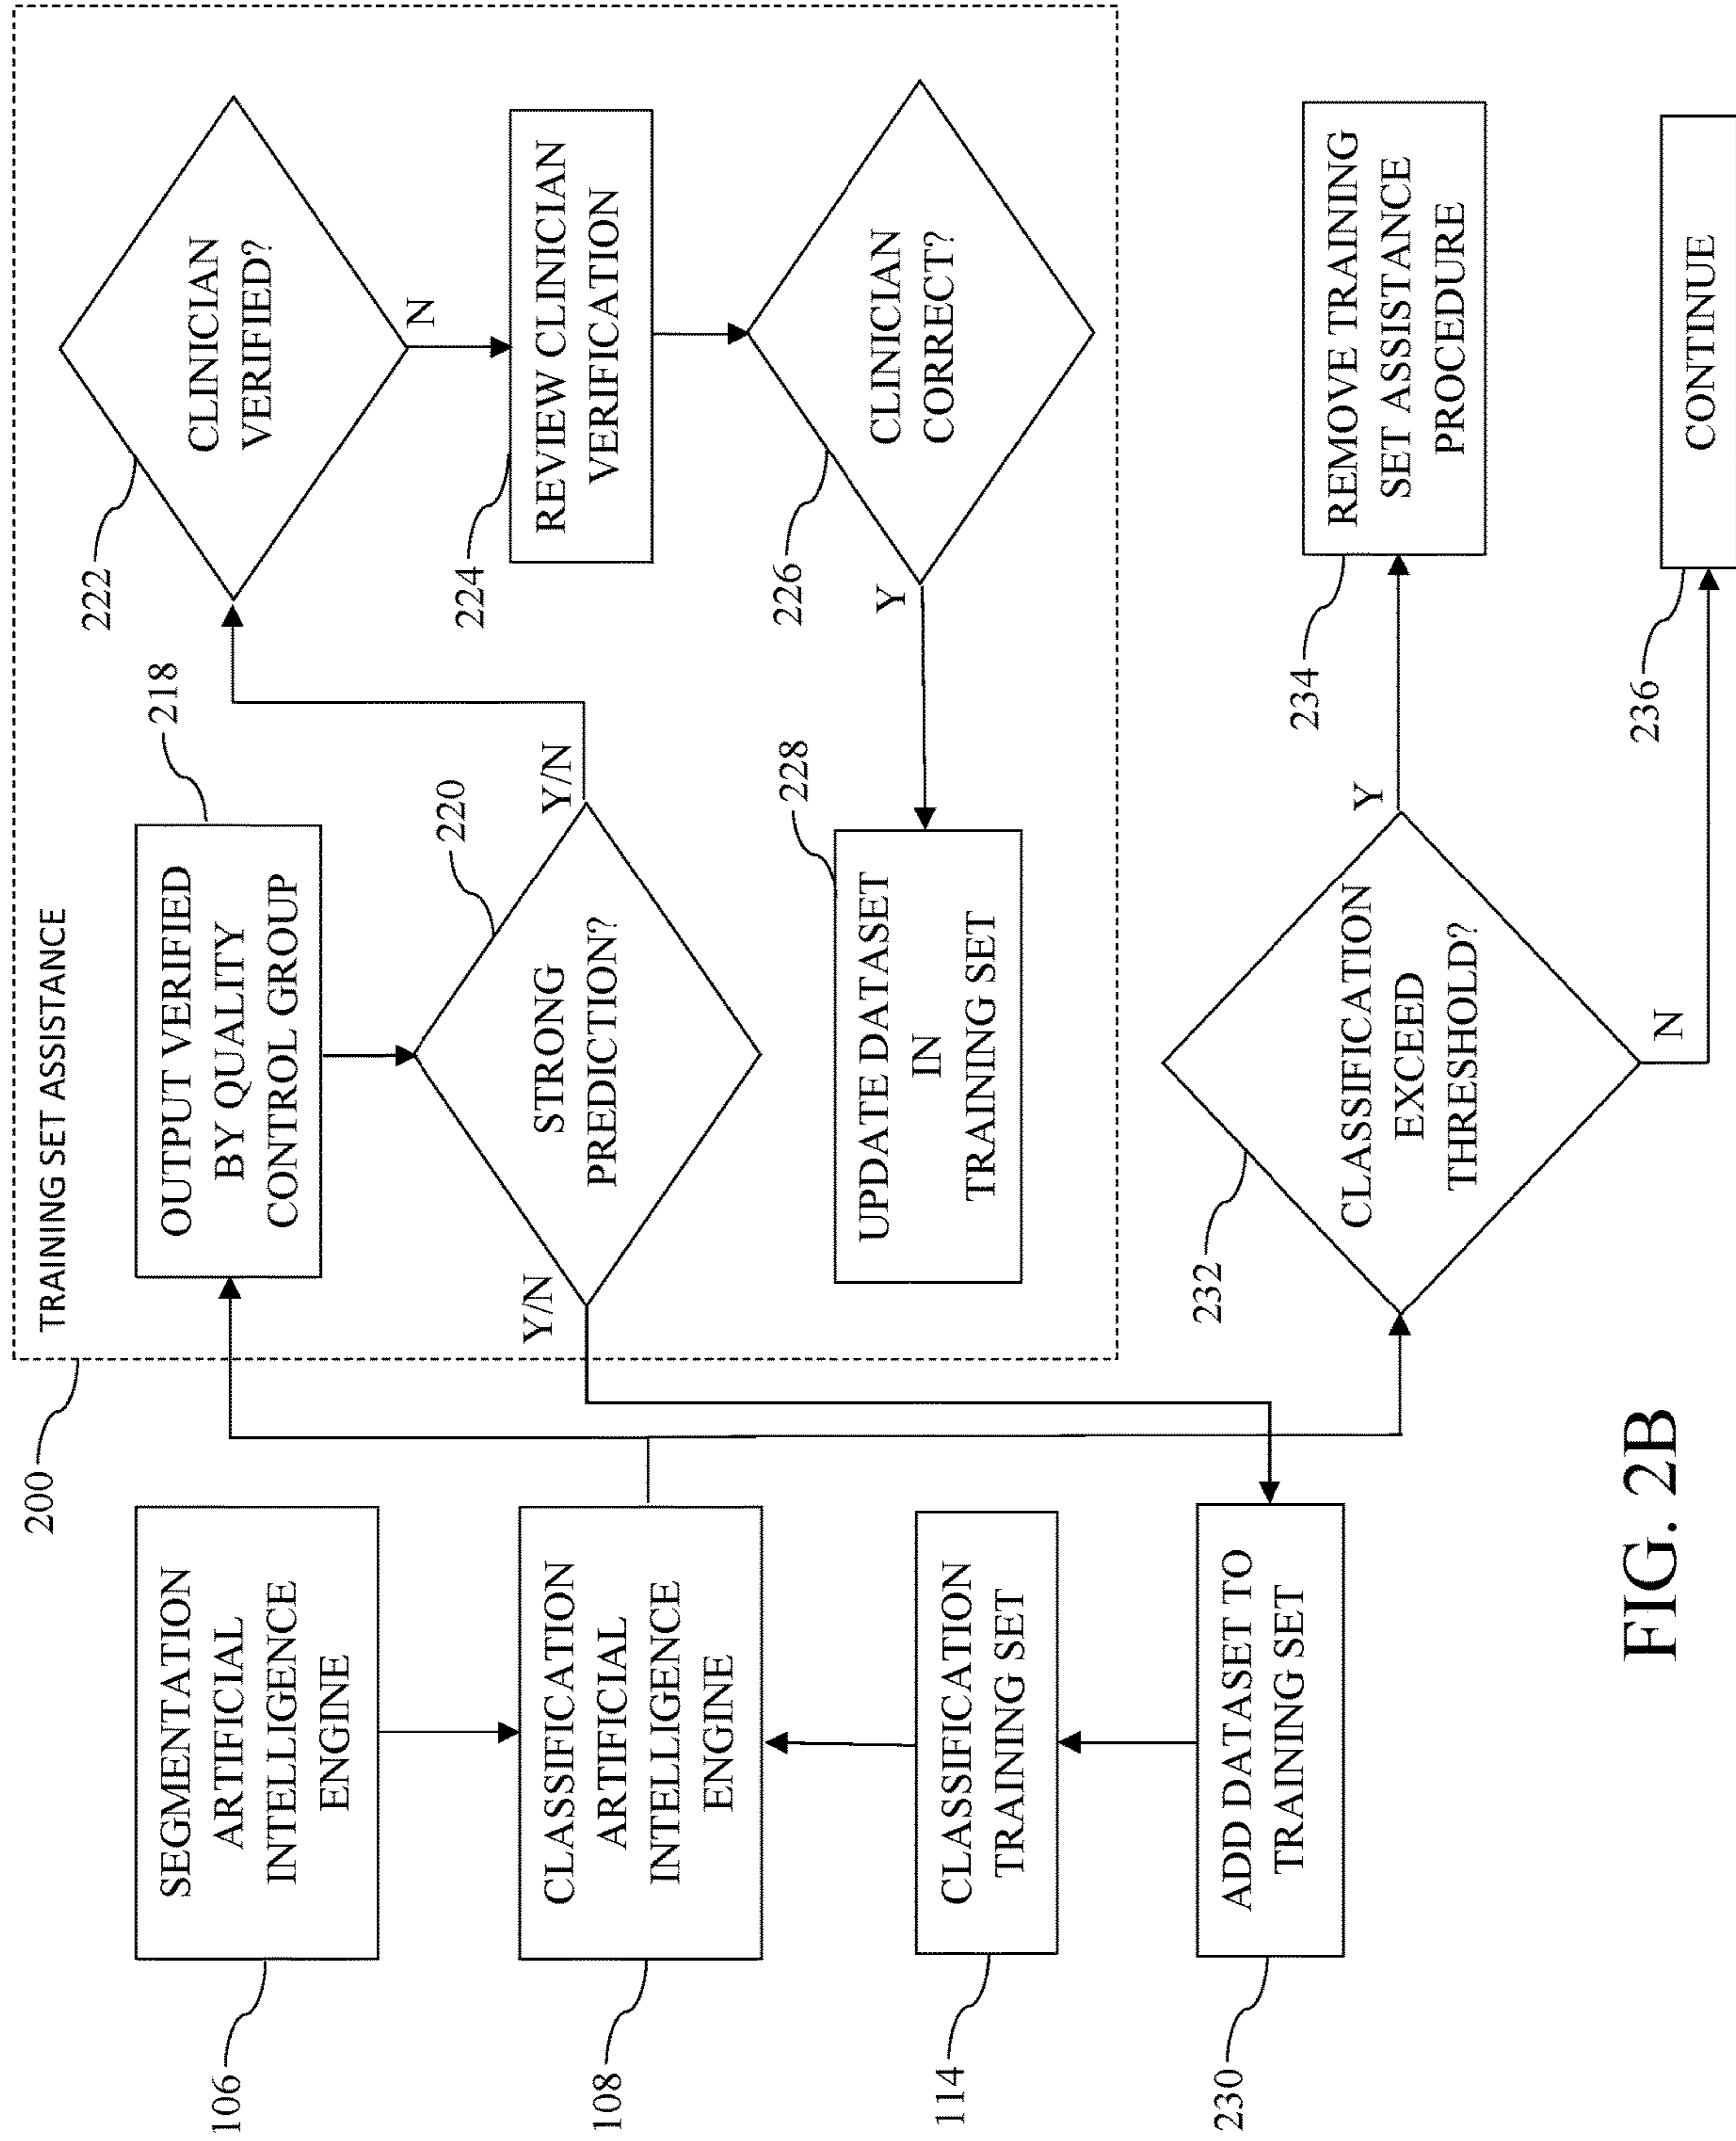 TRAINING SET ASSISTANCE
200
SEGMENTATION
ARTIFICIAL
INTELLIGENCE
ENGINE
106
OUTPUT VERIFIED
BY QUALITY
CONTROL GROUP
218
CLINICIAN
VERIFIED?
222
N
CLASSIFICATION
ARTIFICIAL
INTELLIGENCE
ENGINE
108
Y/N
STRONG
PREDICTION?
220
Y/N
REVIEW CLINICIAN
VERIFICATION
224
CLASSIFICATION
TRAINING SET
114
UPDATE DATASET
IN
TRAINING SET
228
Y
CLINICIAN
CORRECT?
226
ADD DATASET TO
TRAINING SET
230
CLASSIFICATION
EXCEED
THRESHOLD?
232
Y
N
REMOVE TRAINING
SET ASSISTANCE
PROCEDURE
234
CONTINUE
236
FIG. 2B